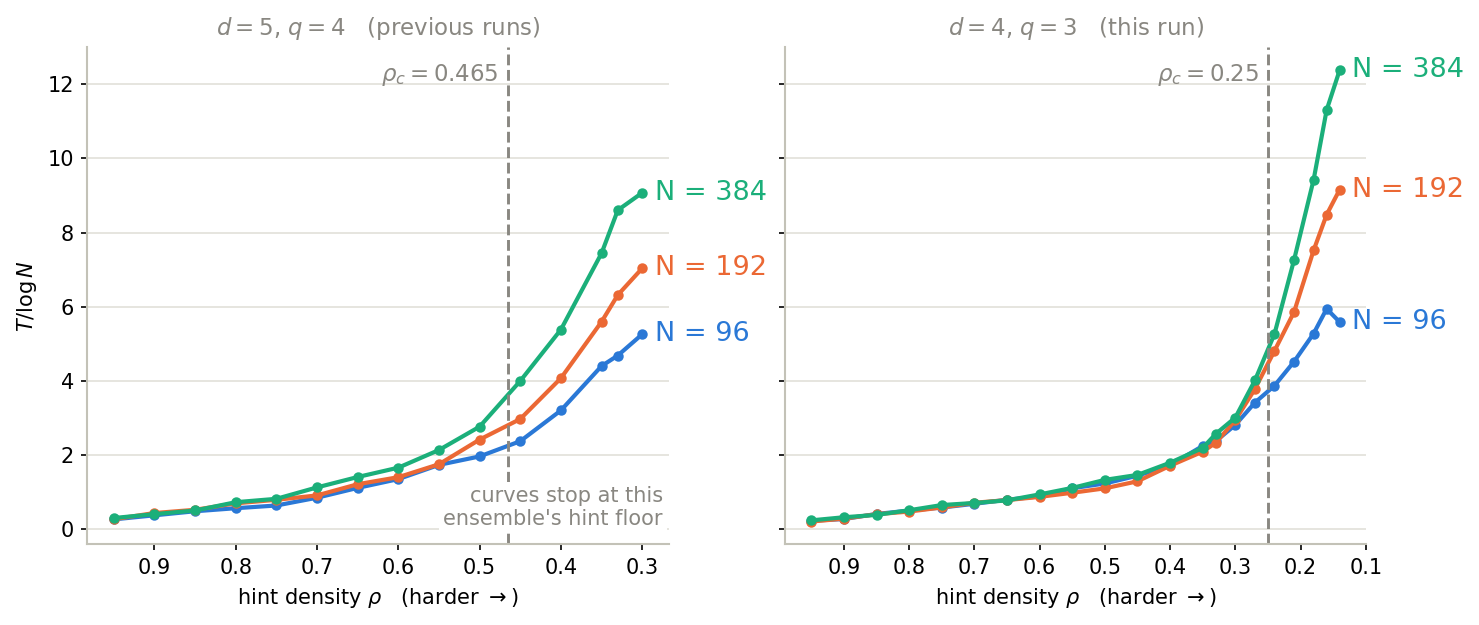 d = 5, q = 4 (previous runs)
ρc = 0.465
12
10
8
6
4
2
0
T/log N
N = 384
N = 192
N = 96
curves stop at this
ensemble's hint floor
0.9 0.8 0.7 0.6 0.5 0.4 0.3
hint density ρ (harder →)
d = 4, q = 3 (this run)
ρc = 0.25
N = 384
N = 192
N = 96
0.9 0.8 0.7 0.6 0.5 0.4 0.3 0.2 0.1
hint density ρ (harder →)